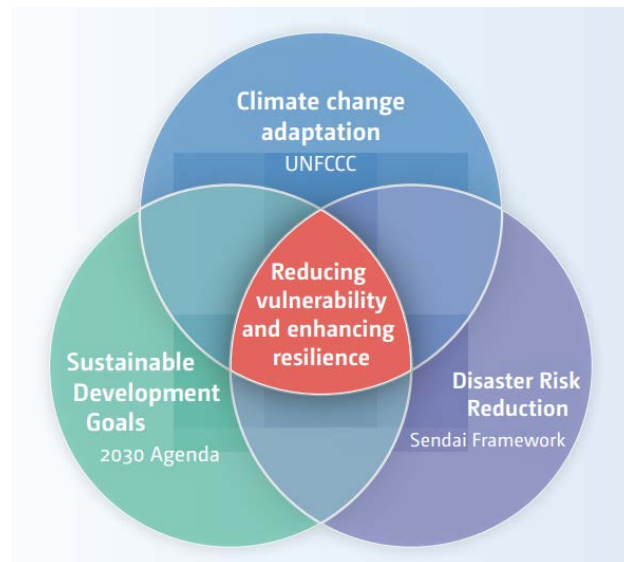 Climate change
adaptation
UNFCCC
Reducing
vulnerability
and enhancing
resilience
Sustainable
Development
Goals
2030 Agenda
Disaster Risk
Reduction
Sendai Framework